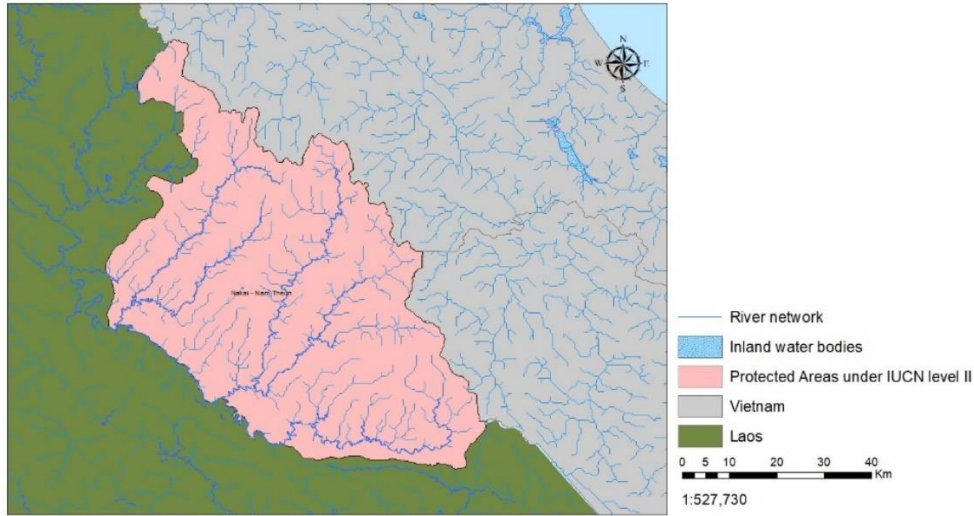 N
W E
S
Nakai - Nam Theun
River network
Inland water bodies
Protected Areas under IUCN level II
Vietnam
Laos
0 5 10 20 30 40
Km
1:527,730